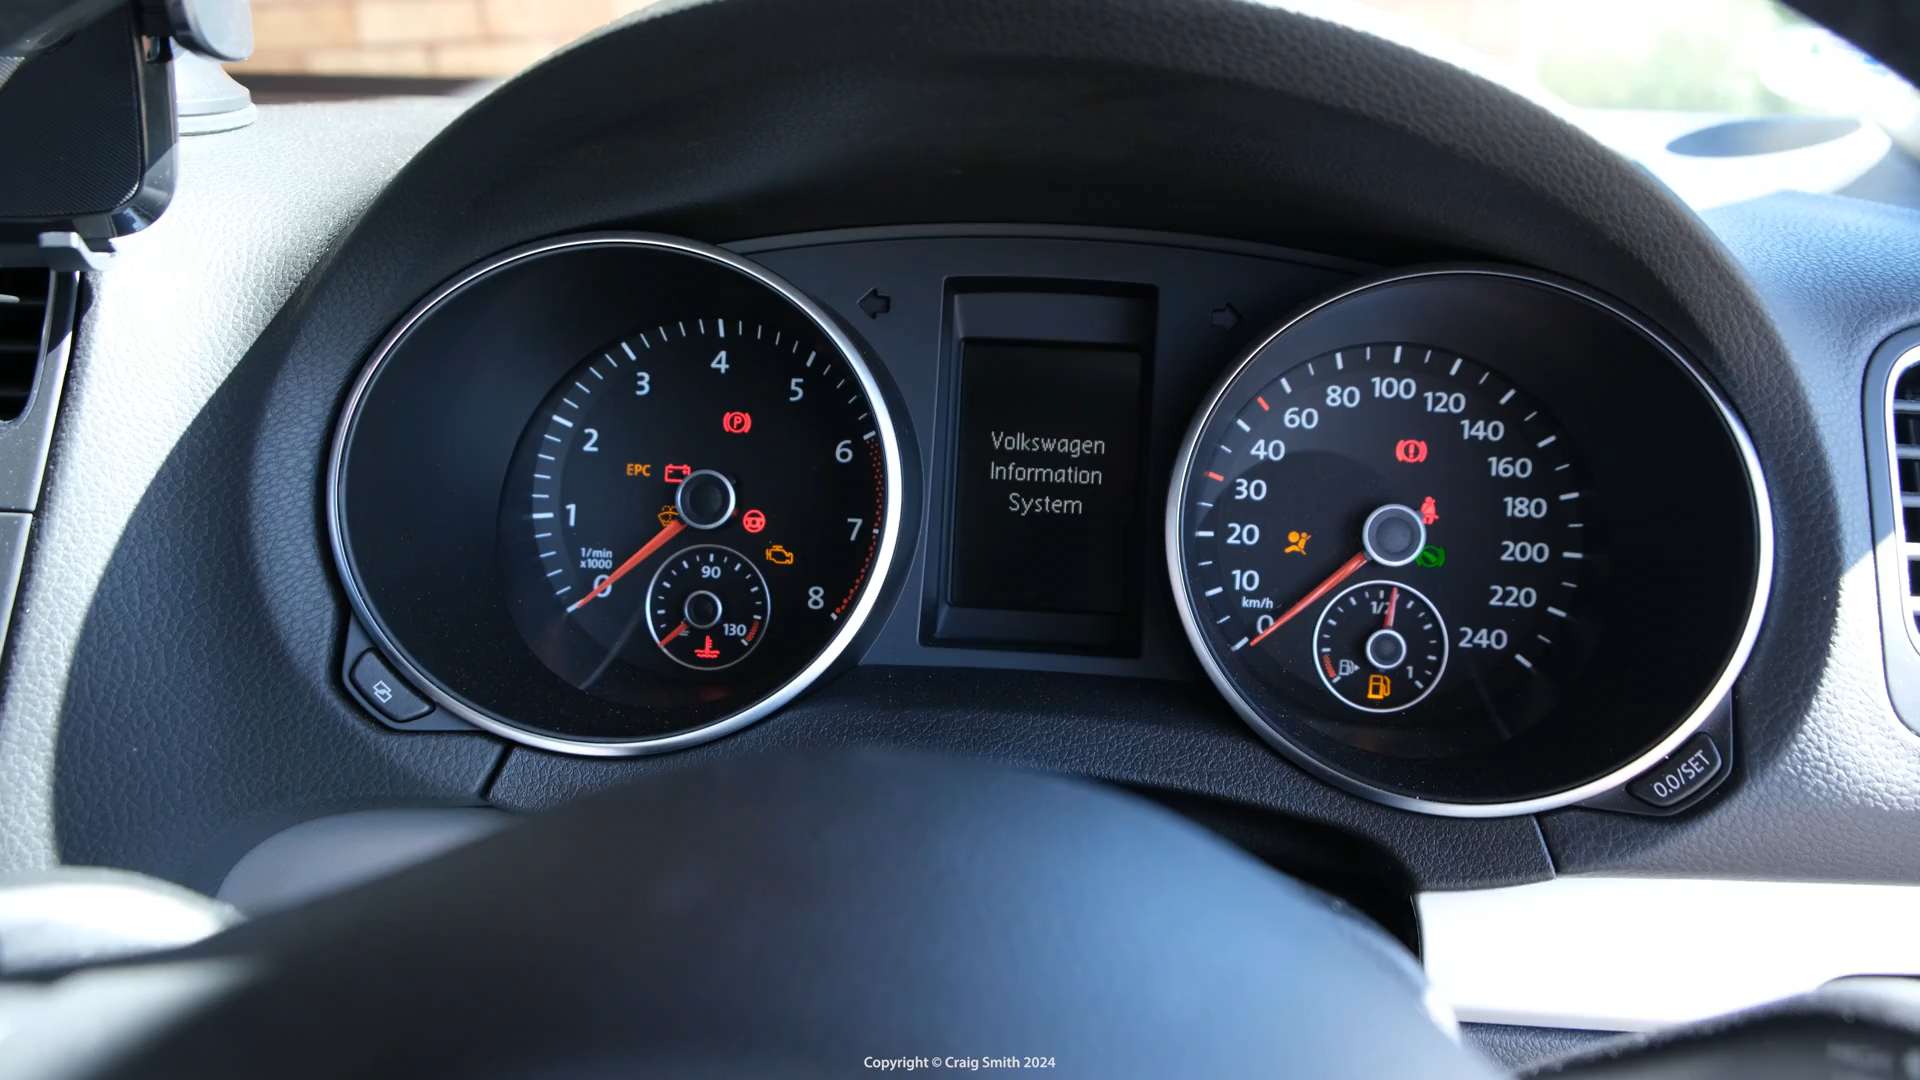 4
3
5
2
6
EPC
1
7
1/min
x1000
0
90
8
130
Volkswagen
Information
System
100
80
120
60
140
40
160
30
180
20
200
10
km/h
220
0
1/2
240
1
0.0/SET
P
Copyright © Craig Smith 2024